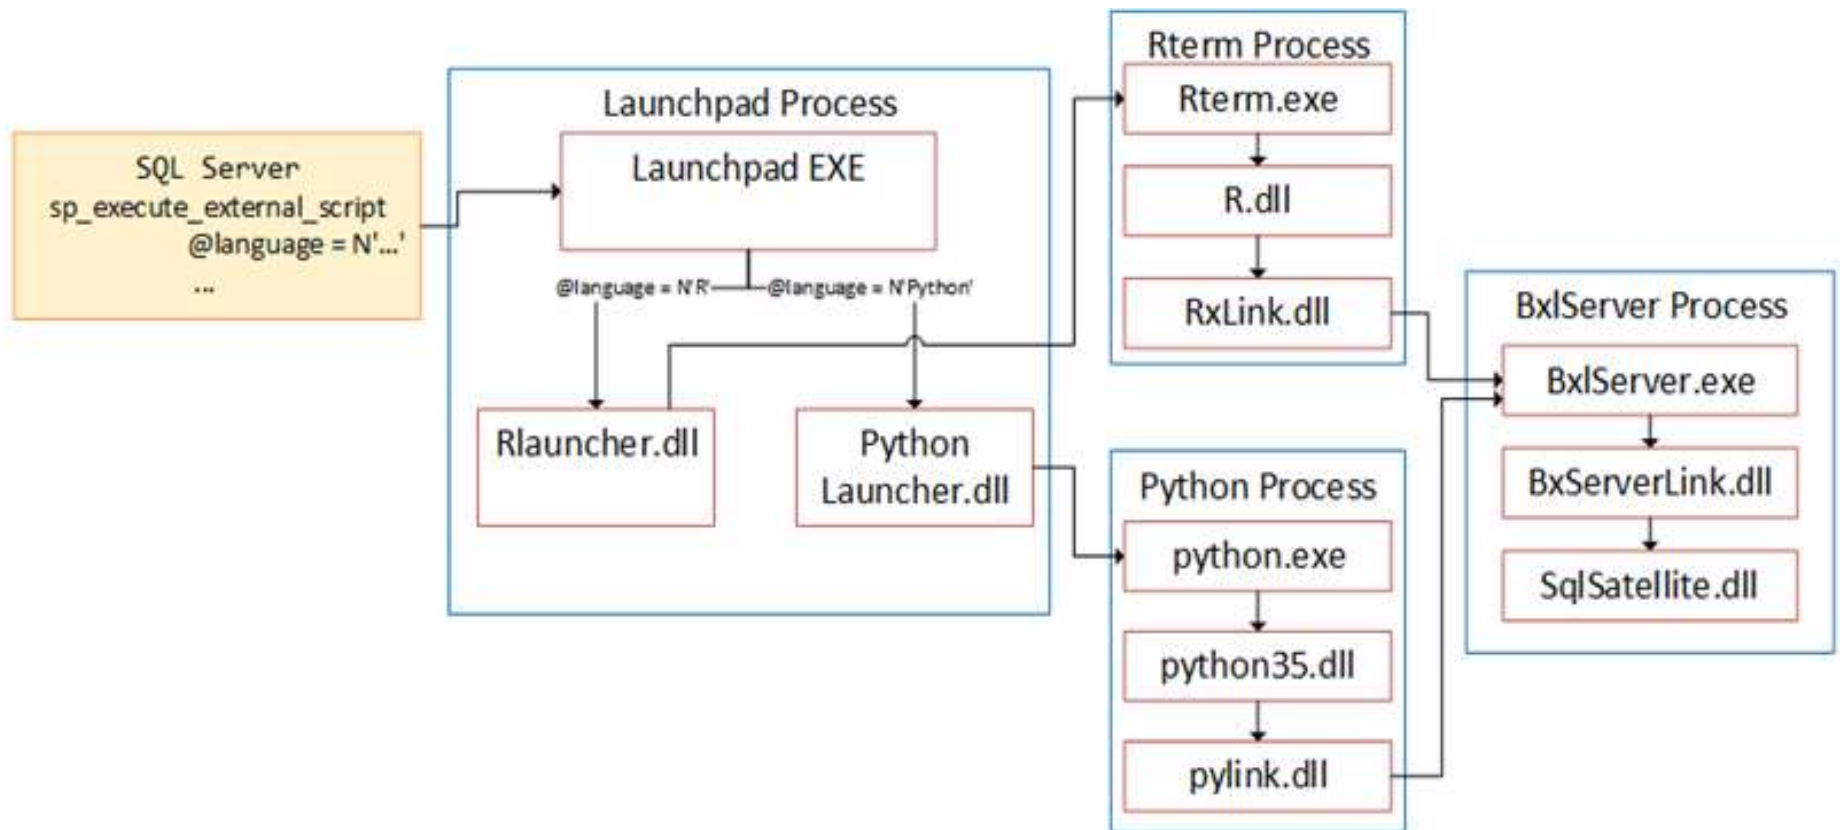 SQL Server
sp_execute_external_script
@language = N'...'
...
Launchpad Process
Launchpad EXE
@language = N'R'
@language = N'Python'
Rlauncher.dll
Python
Launcher.dll
Rterm Process
Rterm.exe
R.dll
RxLink.dll
Python Process
python.exe
python35.dll
pylink.dll
BxlServer Process
BxlServer.exe
BxServerLink.dll
SqlSatellite.dll